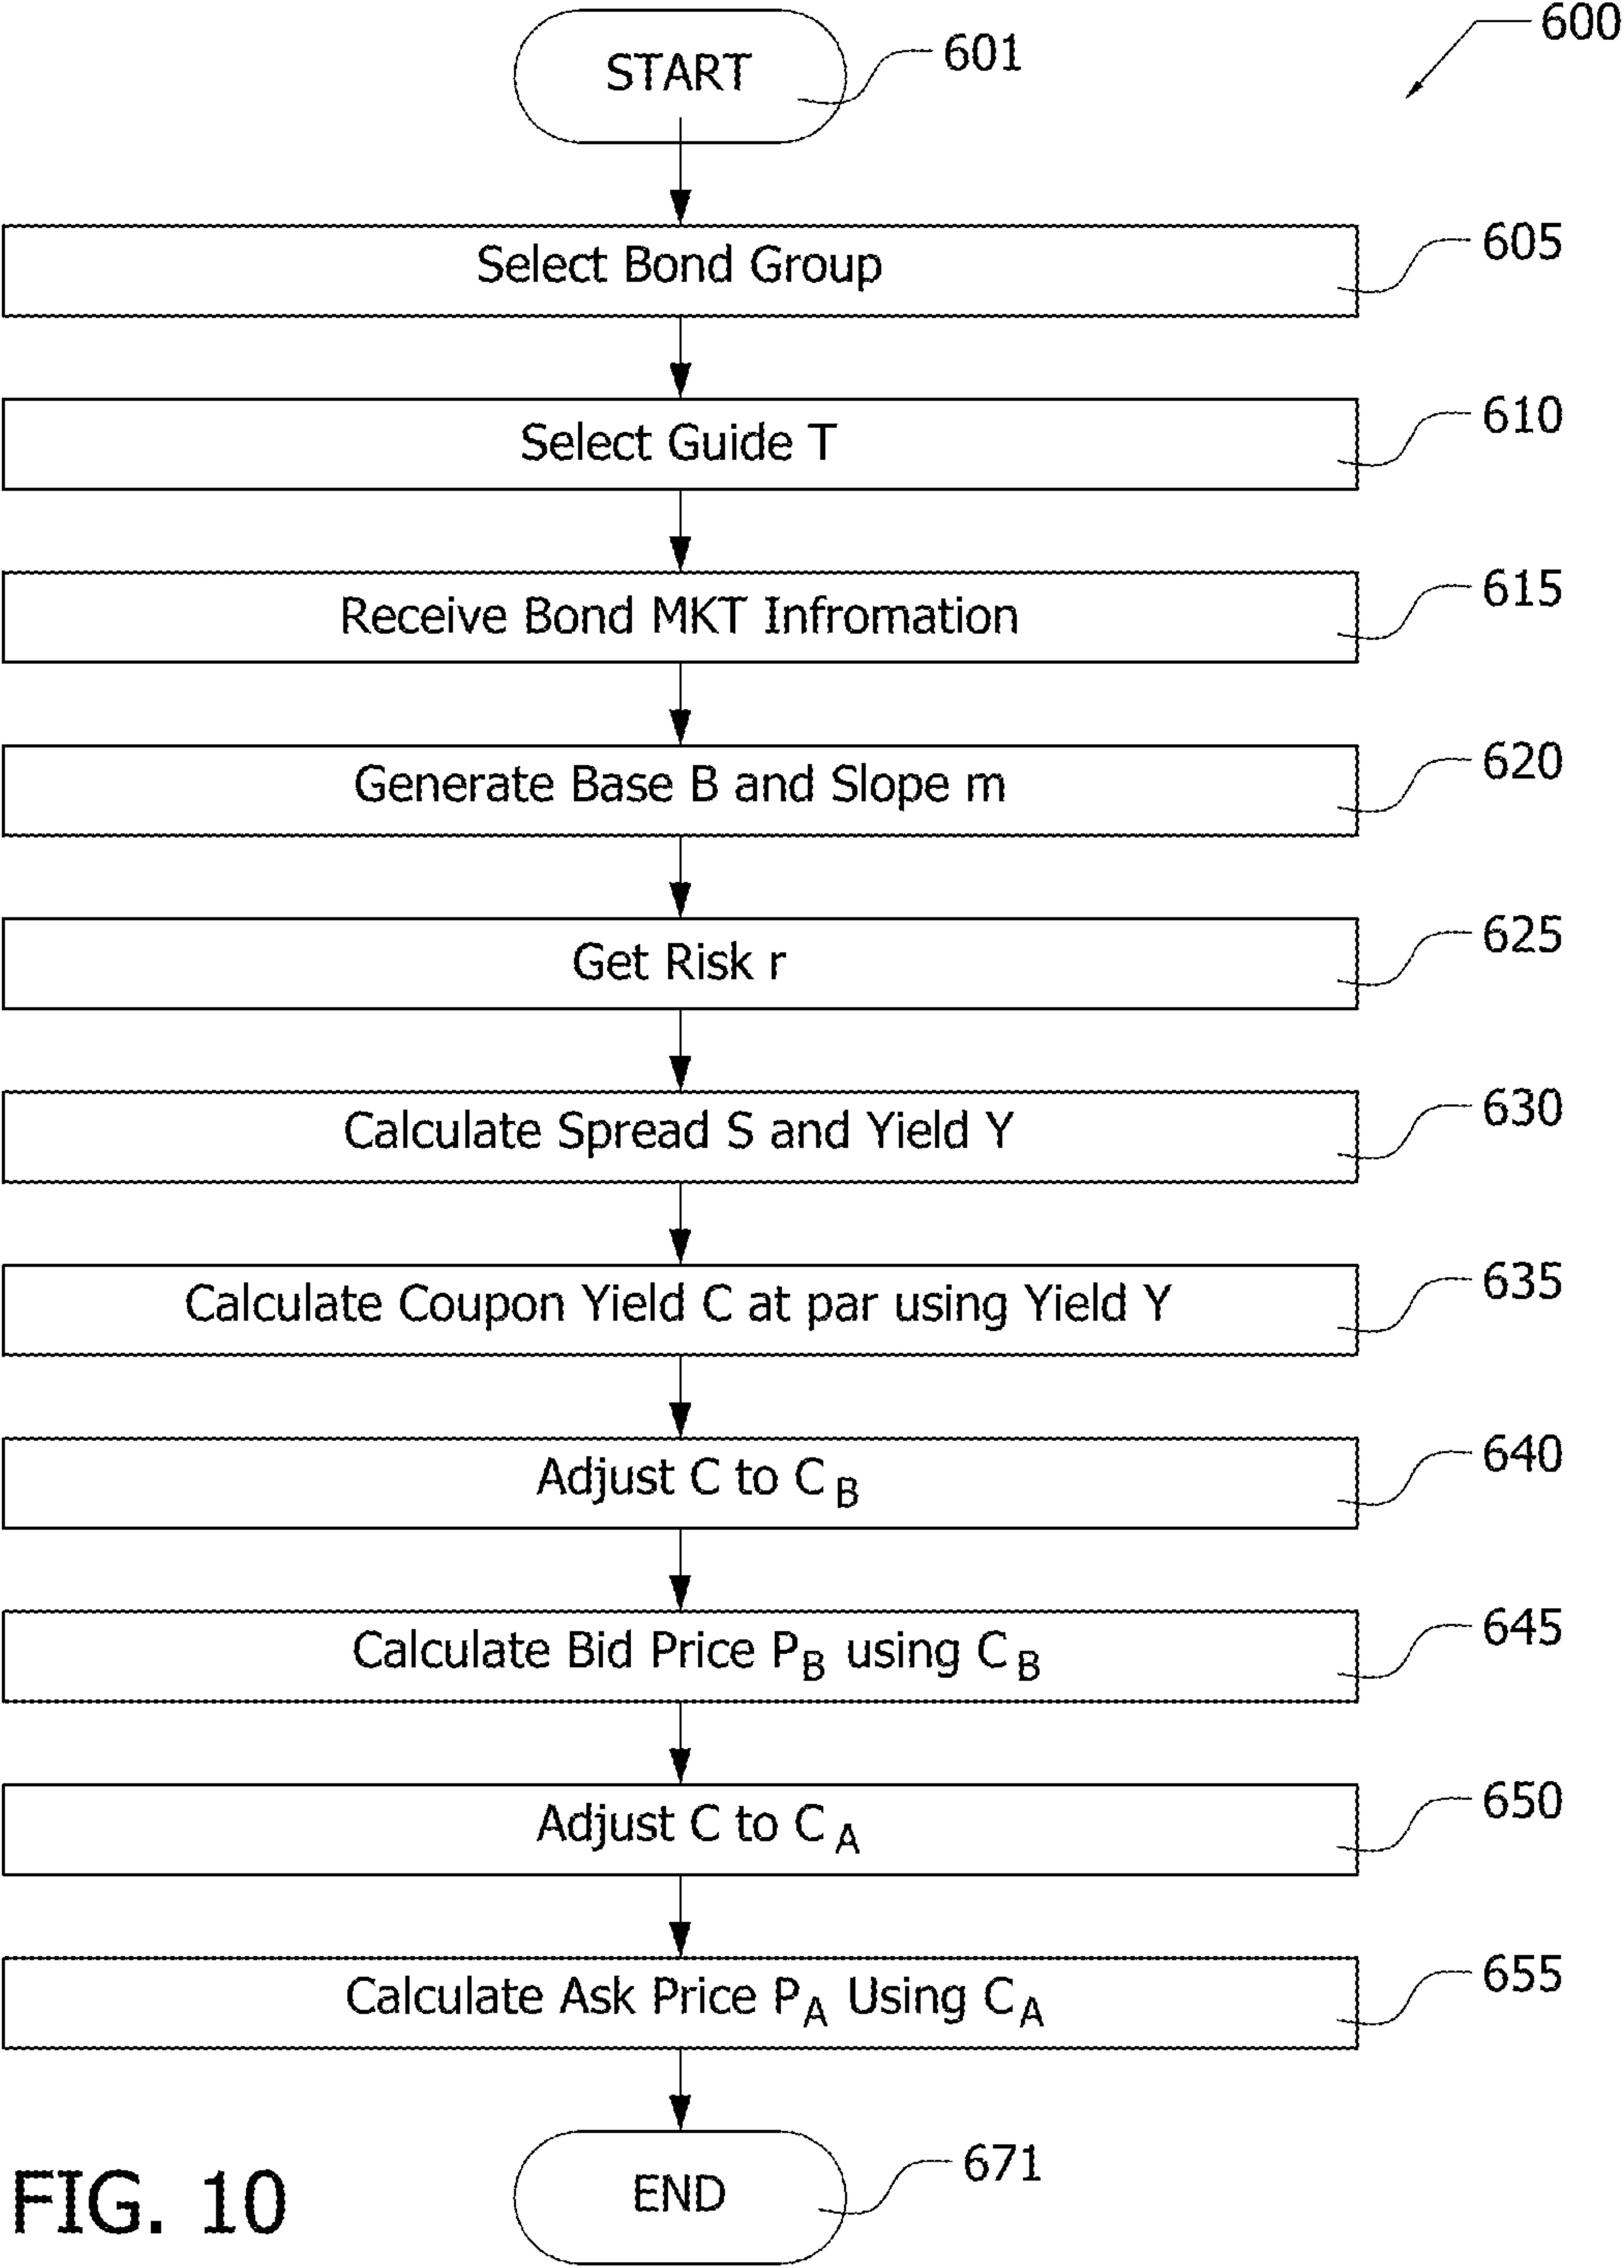 600
START 601
Select Bond Group 605
Select Guide T 610
Receive Bond MKT Infromation 615
Generate Base B and Slope m 620
Get Risk r 625
Calculate Spread S and Yield Y 630
Calculate Coupon Yield C at par using Yield Y 635
Adjust C to C B 640
Calculate Bid Price PB using C B 645
Adjust C to C A 650
Calculate Ask Price PA Using CA 655
END 671
FIG. 10